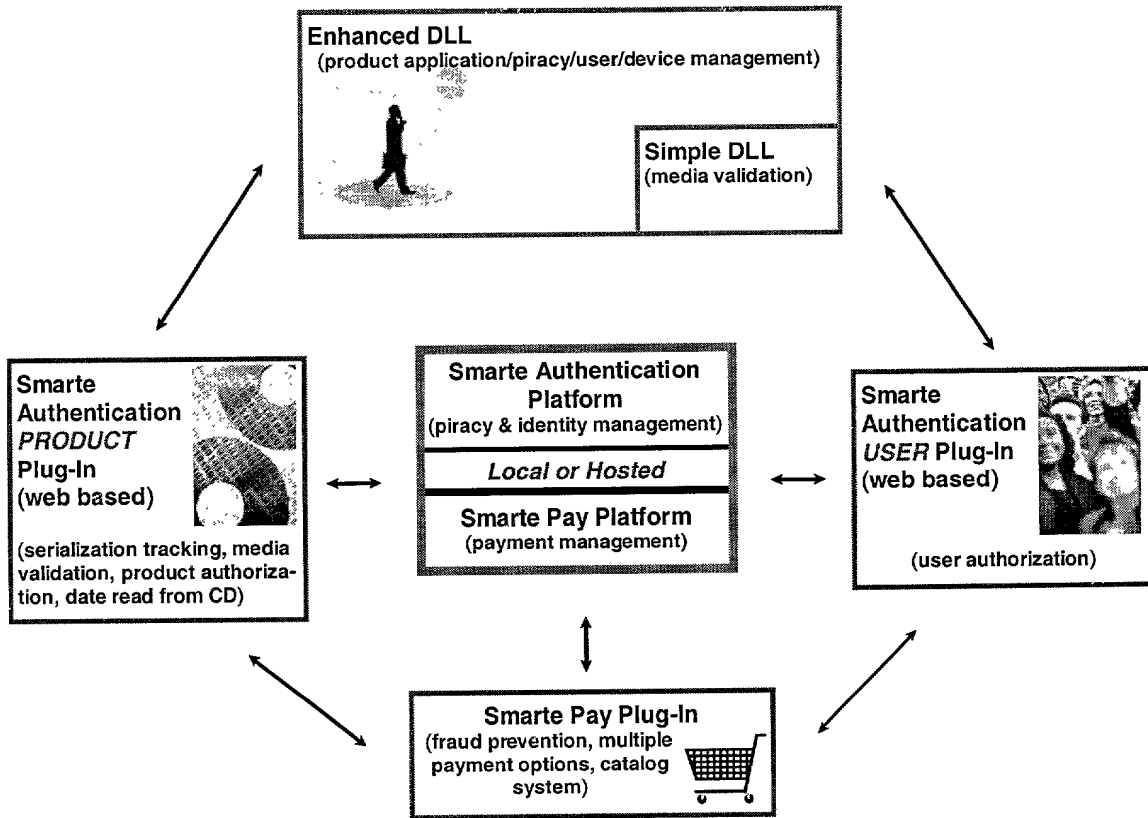 Enhanced DLL
(product application/piracy/user/device management)
Simple DLL
(media validation)
Smarte
Authentication
PRODUCT
Plug-In
(web based)
(serialization tracking, media
validation, product authoriza-
tion, date read from CD)
Smarte Authentication
Platform
(piracy & identity management)
Local or Hosted
Smarte Pay Platform
(payment management)
Smarte
Authentication
USER Plug-In
(web based)
(user authorization)
Smarte Pay Plug-In
(fraud prevention, multiple
payment options, catalog
system)